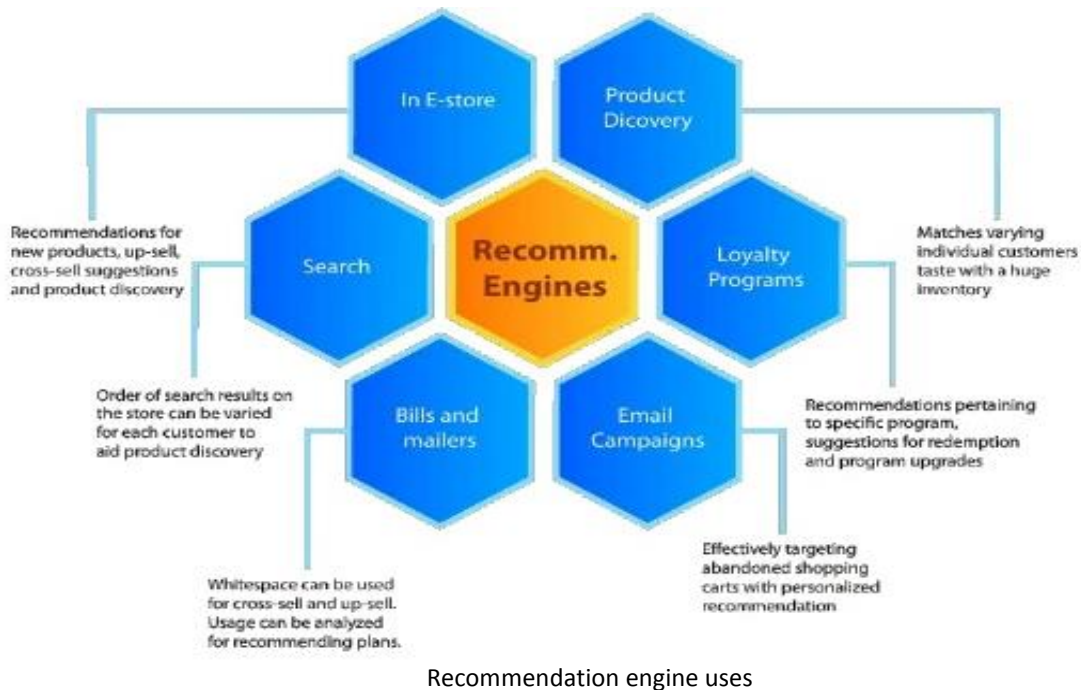 In E-store
Product
Dicovery
Recommendations for
new products, up-sell,
cross-sell suggestions
and product discovery
Search
Recomm.
Engines
Loyalty
Programs
Matches varying
individual customers
taste with a huge
inventory
Order of search results on
the store can be varied
for each customer to
aid product discovery
Bills and
mailers
Email
Campaigns
Recommendations pertaining
to specific program,
suggestions for redemption
and program upgrades
Whitespace can be used
for cross-sell and up-sell.
Usage can be analyzed
for recommending plans.
Effectively targeting
abandoned shopping
carts with personalized
recommendation
Recommendation engine uses